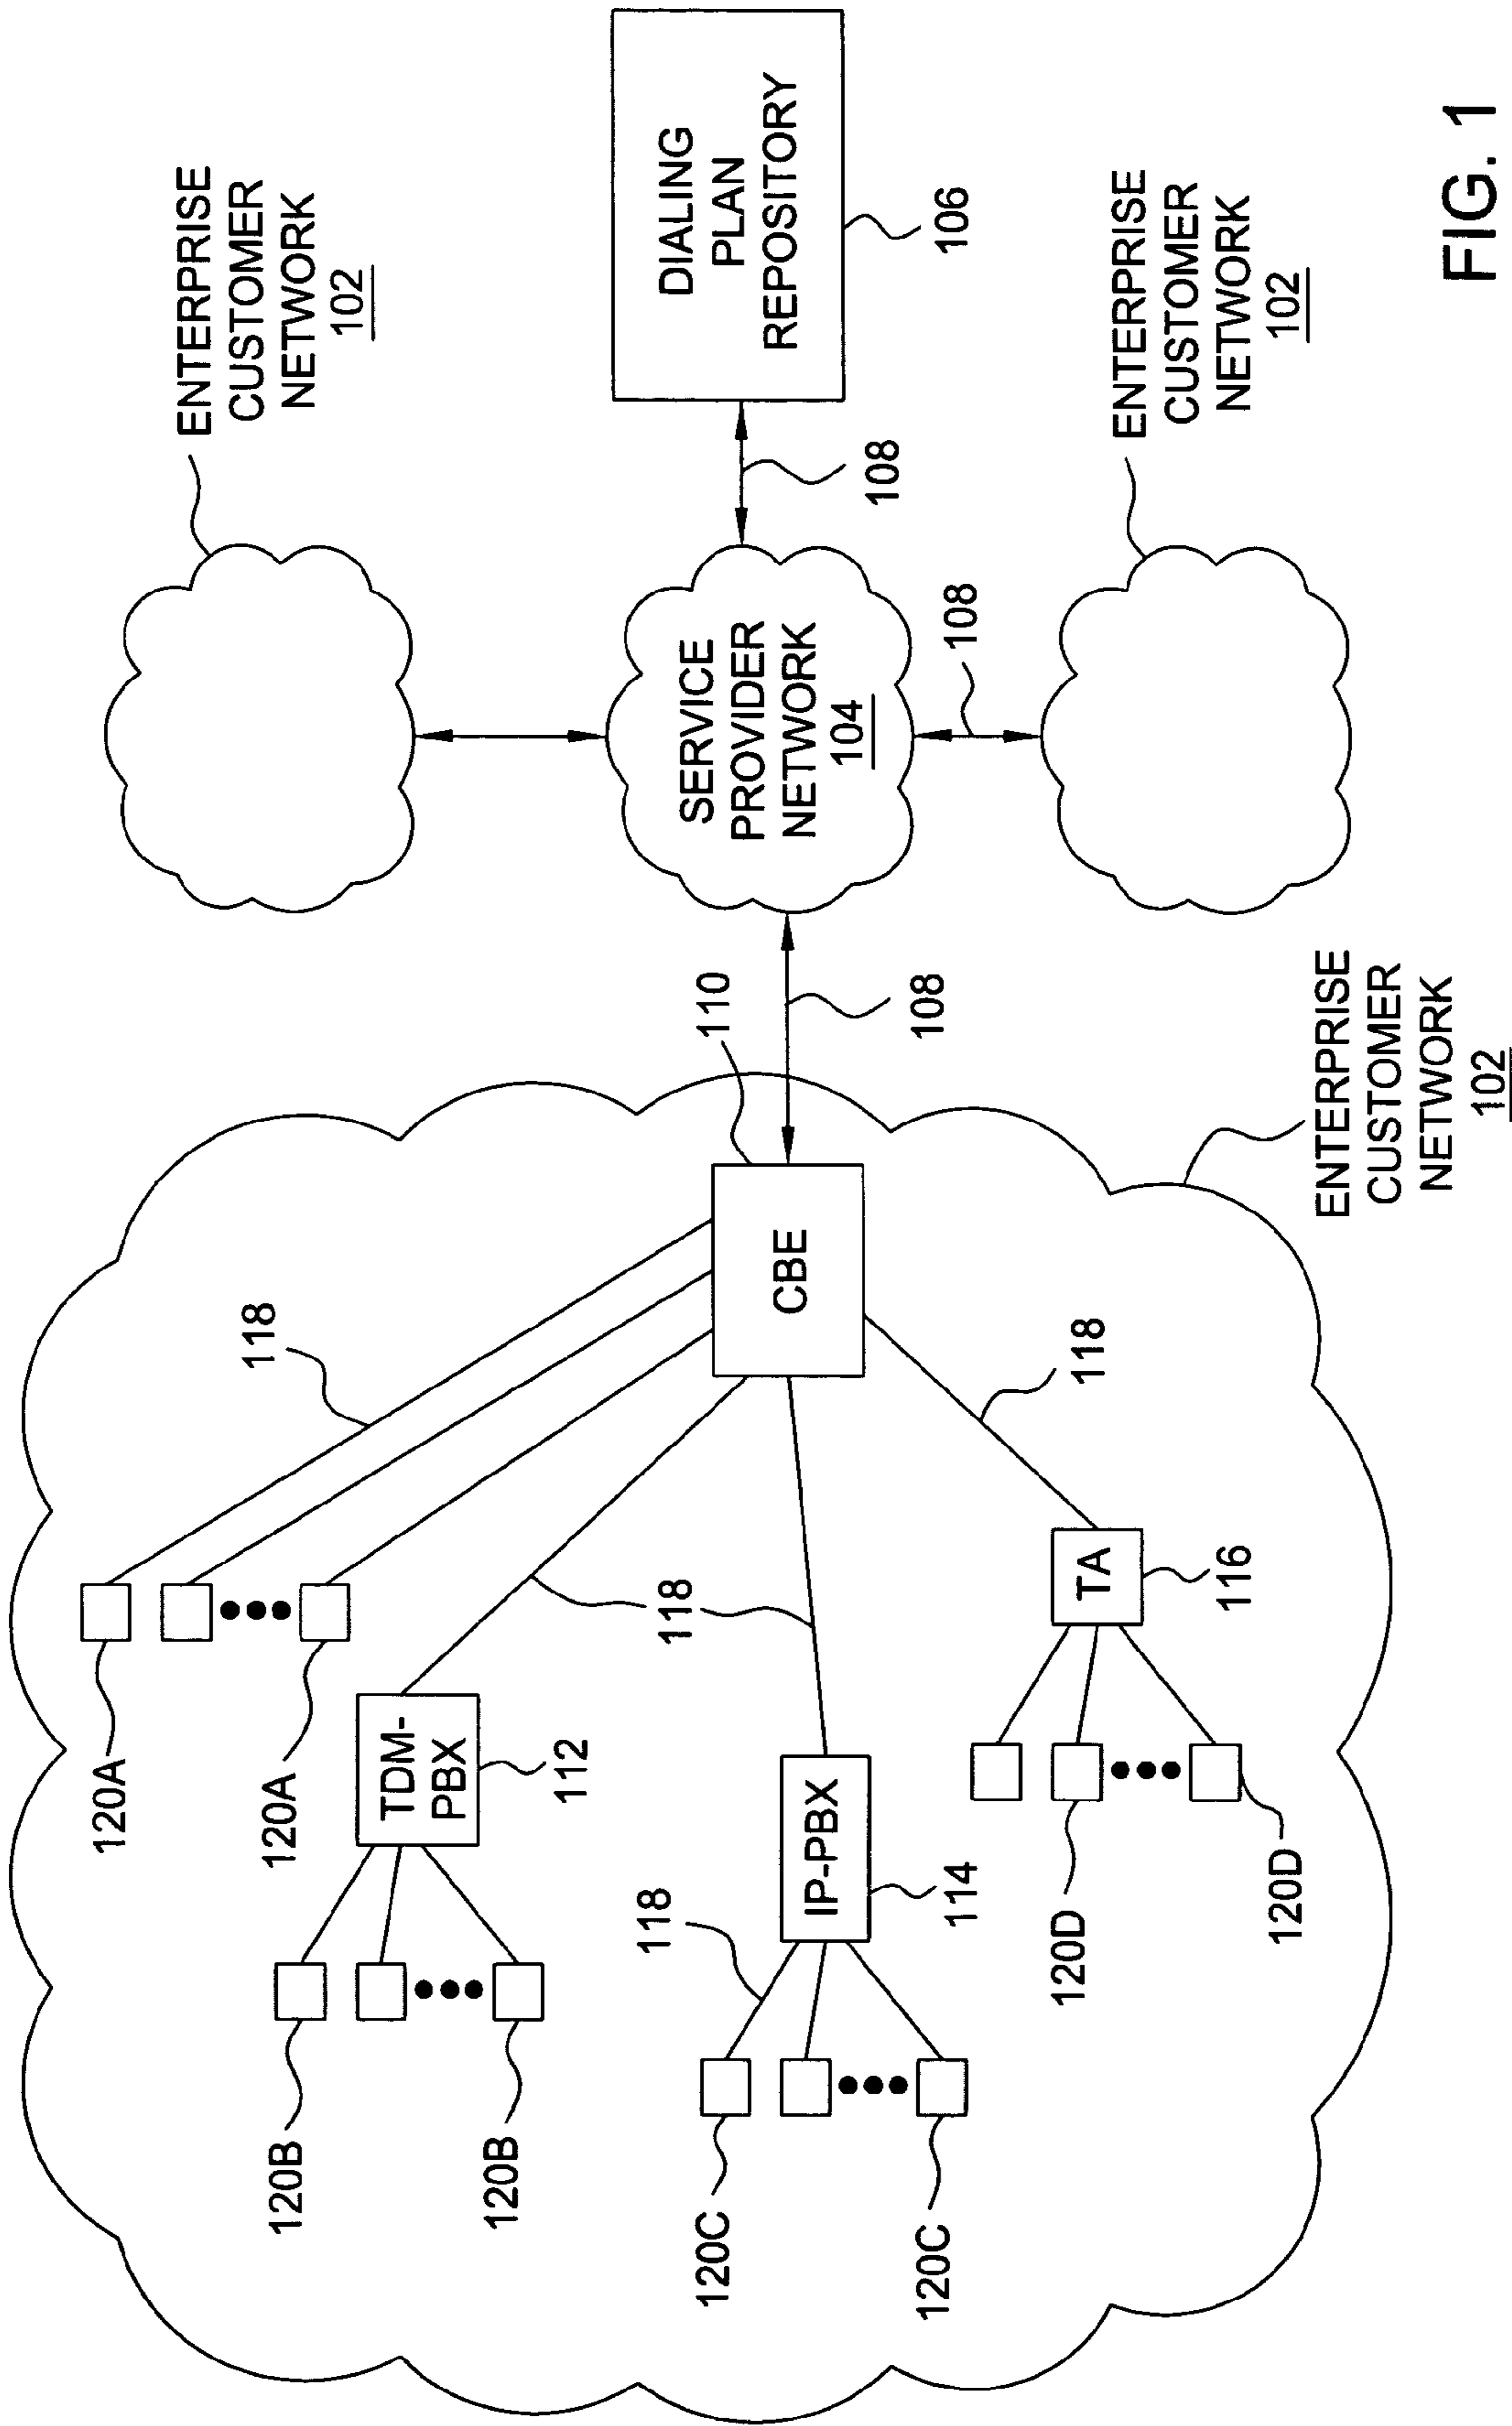 ENTERPRISE
CUSTOMER
NETWORK
102
DIALING
PLAN
REPOSITORY
106
108
SERVICE
PROVIDER
NETWORK
104
108
ENTERPRISE
CUSTOMER
NETWORK
102
110
108
CBE
118
118
118
118
120A
120A
TDM-
PBX
112
120B
120B
IP-PBX
114
120C
120C
TA
116
120D
120D
ENTERPRISE
CUSTOMER
NETWORK
102
FIG. 1